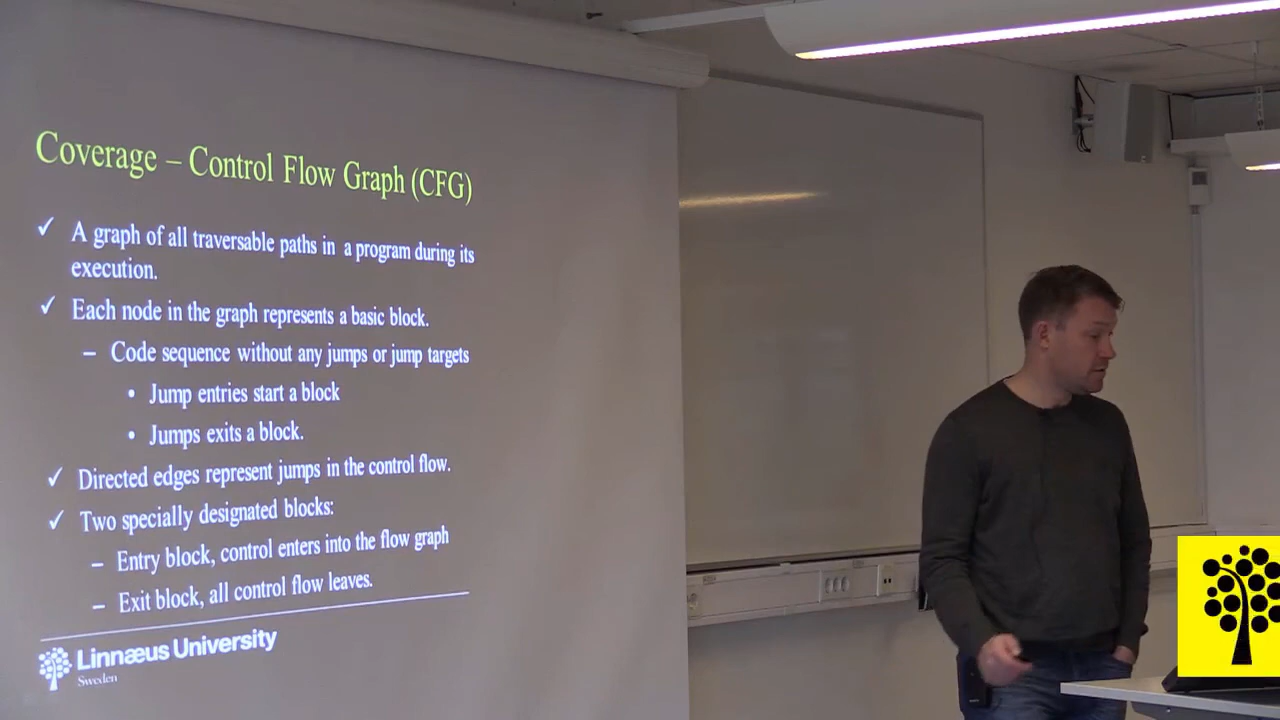 Coverage – Control Flow Graph (CFG)
✓ A graph of all traversable paths in a program during its
execution.
✓ Each node in the graph represents a basic block.
– Code sequence without any jumps or jump targets
• Jump entries start a block
• Jumps exits a block.
✓ Directed edges represent jumps in the control flow.
✓ Two specially designated blocks:
– Entry block, control enters into the flow graph
– Exit block, all control flow leaves.
Linnæus University
Sweden